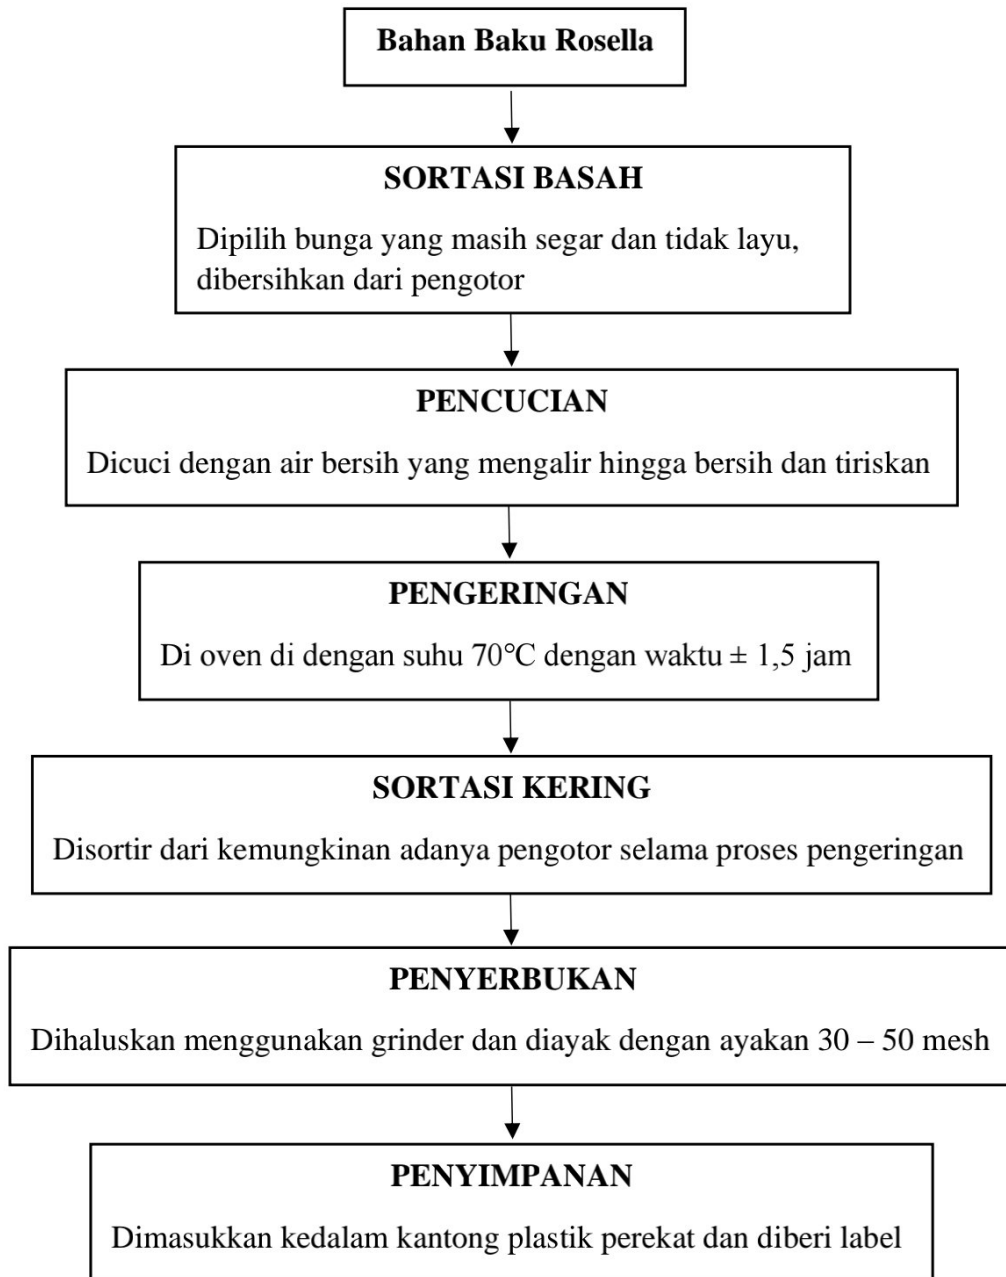 Bahan Baku Rosella
SORTASI BASAH
Dipilih bunga yang masih segar dan tidak layu,
dibersihkan dari pengotor
PENCUCIAN
Dicuci dengan air bersih yang mengalir hingga bersih dan tiriskan
PENGERINGAN
Di oven di dengan suhu 70°C dengan waktu ± 1,5 jam
SORTASI KERING
Disortir dari kemungkinan adanya pengotor selama proses pengeringan
PENYERBUKAN
Dihaluskan menggunakan grinder dan diayak dengan ayakan 30 – 50 mesh
PENYIMPANAN
Dimasukkan kedalam kantong plastik perekat dan diberi label